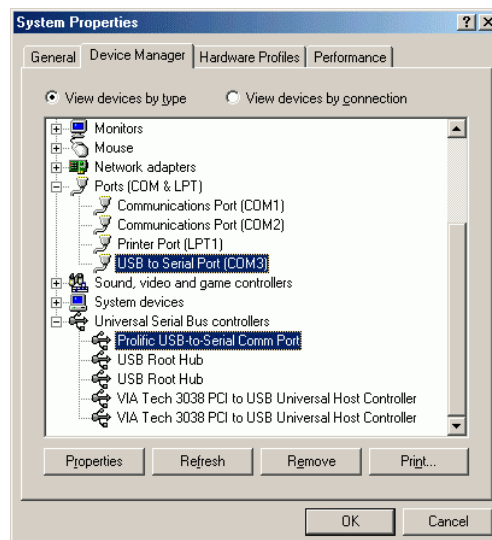 System Properties
General Device Manager Hardware Profiles Performance
View devices by type View devices by connection
Monitors
Mouse
Network adapters
Ports (COM & LPT)
Communications Port (COM1)
Communications Port (COM2)
Printer Port (LPT1)
USB to Serial Port (COM3)
Sound, video and game controllers
System devices
Universal Serial Bus controllers
Prolific USB-to-Serial Comm Port
USB Root Hub
USB Root Hub
VIA Tech 3038 PCI to USB Universal Host Controller
VIA Tech 3038 PCI to USB Universal Host Controller
Properties Refresh Remove Print...
OK Cancel